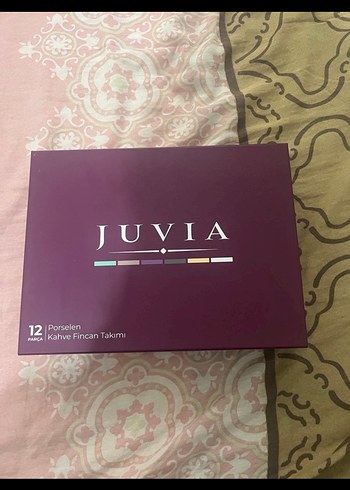 JUVIA
12 PARÇA
Porselen
Kahve Fincan Takımı